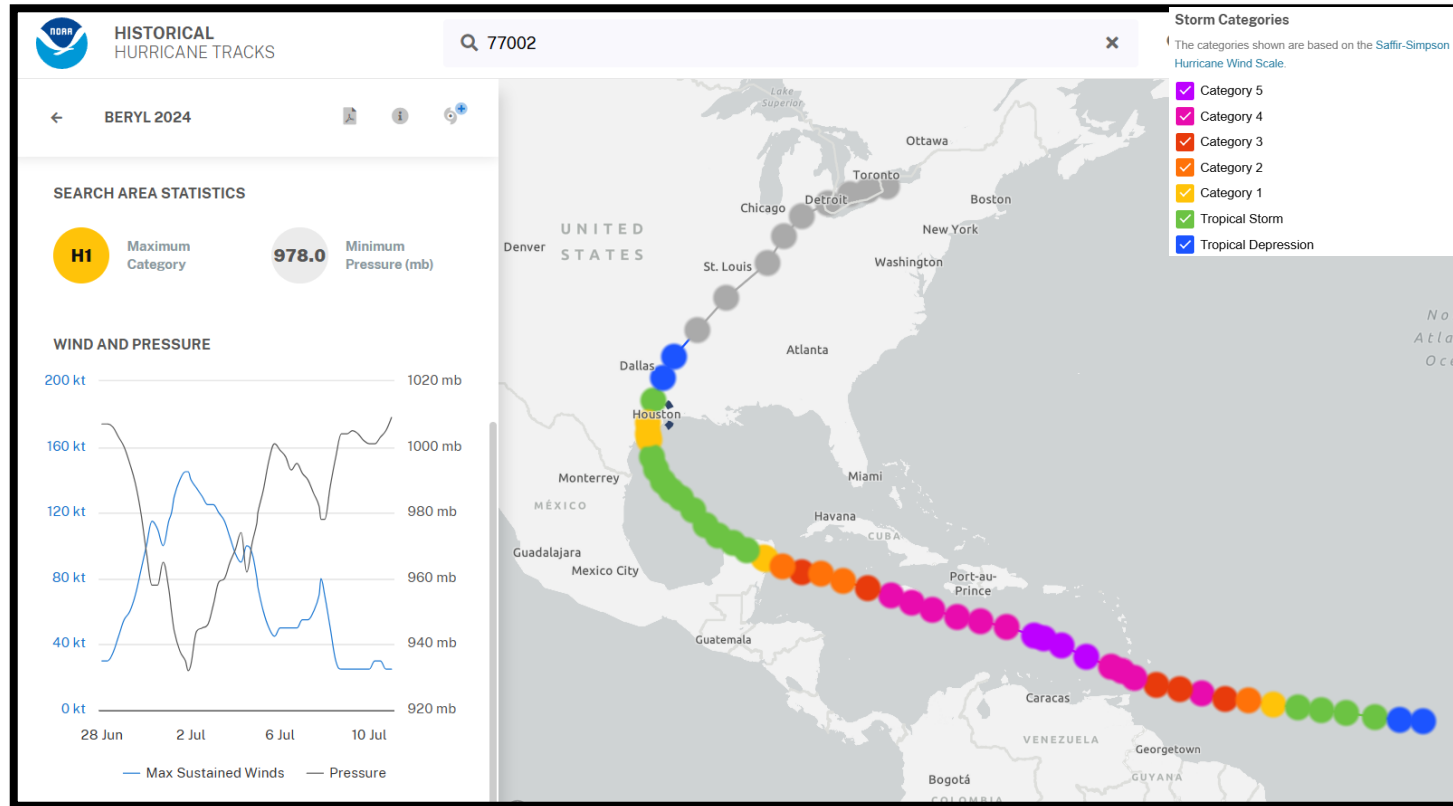 NOAA
HISTORICAL
HURRICANE TRACKS
77002
BERYL 2024
SEARCH AREA STATISTICS
H1
Maximum
Category
978.0
Minimum
Pressure (mb)
WIND AND PRESSURE
200 kt
160 kt
120 kt
80 kt
40 kt
0 kt
1020 mb
1000 mb
980 mb
960 mb
940 mb
920 mb
28 Jun
2 Jul
6 Jul
10 Jul
Max Sustained Winds
Pressure
Storm Categories
The categories shown are based on the Saffir-Simpson
Hurricane Wind Scale.
Category 5
Category 4
Category 3
Category 2
Category 1
Tropical Storm
Tropical Depression
Lake
Superior
Ottawa
Toronto
Detroit
Chicago
Boston
New York
UNITED
STATES
Denver
St. Louis
Washington
Atlanta
Dallas
Houston
No
Atla
Oce
Monterrey
MÉXICO
Miami
Havana
CUBA
Guadalajara
Mexico City
Port-au-
Prince
Guatemala
Caracas
VENEZUELA
Georgetown
GUYANA
Bogotá
COLOMBIA